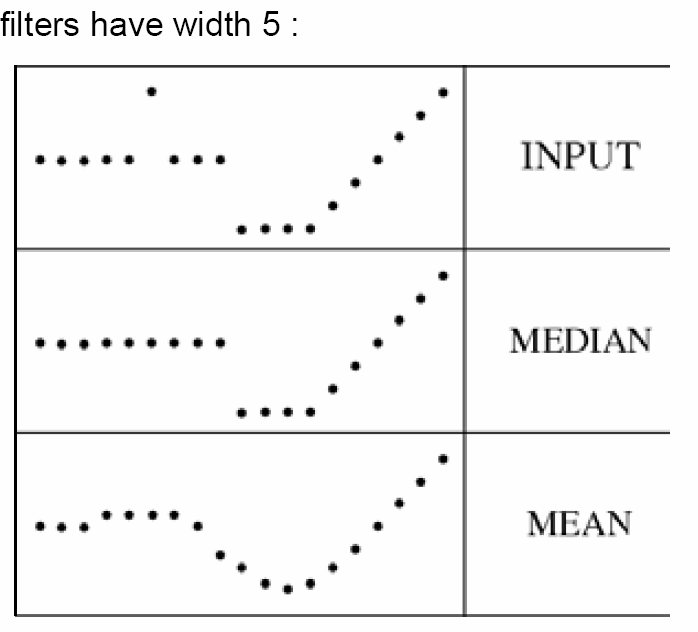 filters have width 5 :
INPUT
MEDIAN
MEAN